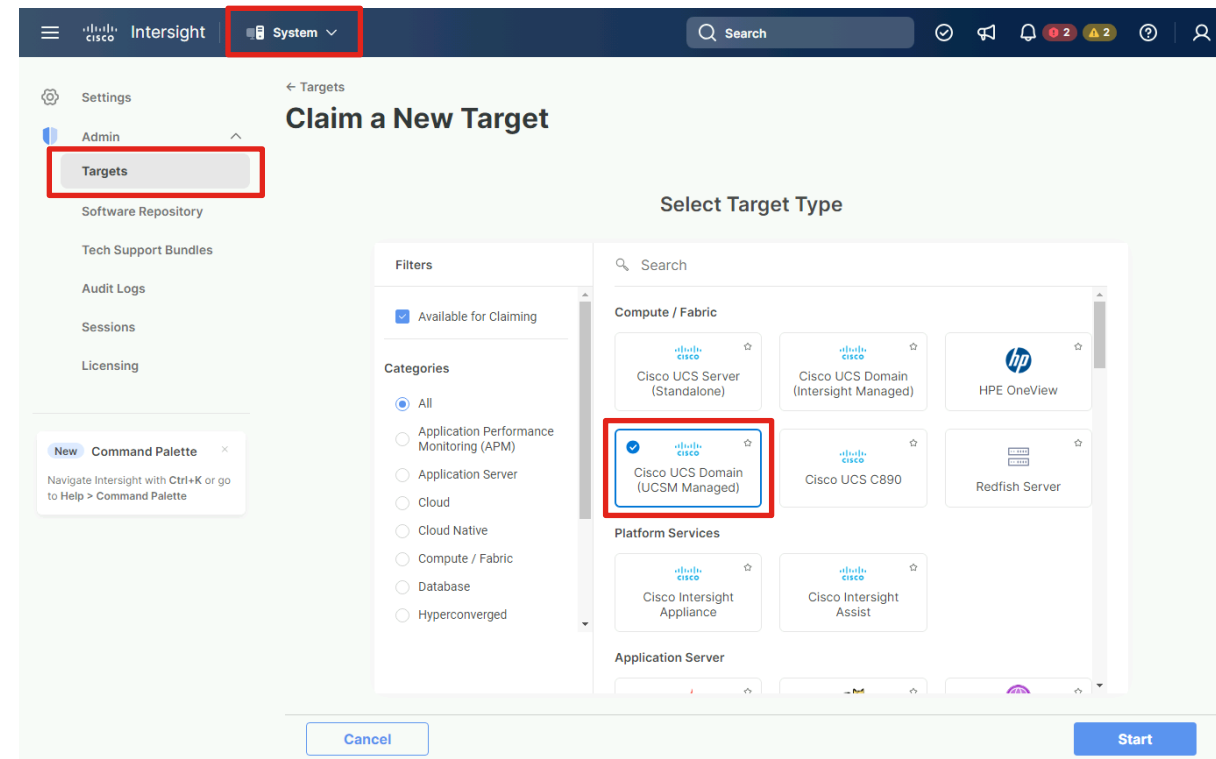 cisco Intersight
System
Search
2
2
Settings
Admin
Targets
Software Repository
Tech Support Bundles
Audit Logs
Sessions
Licensing
New Command Palette ×
Navigate Intersight with Ctrl+K or go
to Help > Command Palette
← Targets
Claim a New Target
Select Target Type
Filters
Available for Claiming
Categories
All
Application Performance
Monitoring (APM)
Application Server
Cloud
Cloud Native
Compute / Fabric
Database
Hyperconverged
Search
Compute / Fabric
cisco
Cisco UCS Server
(Standalone)
cisco
Cisco UCS Domain
(Intersight Managed)
hp
HPE OneView
cisco
Cisco UCS Domain
(UCSM Managed)
cisco
Cisco UCS C890
Redfish Server
Platform Services
cisco
Cisco Intersight
Appliance
cisco
Cisco Intersight
Assist
Application Server
Cancel
Start